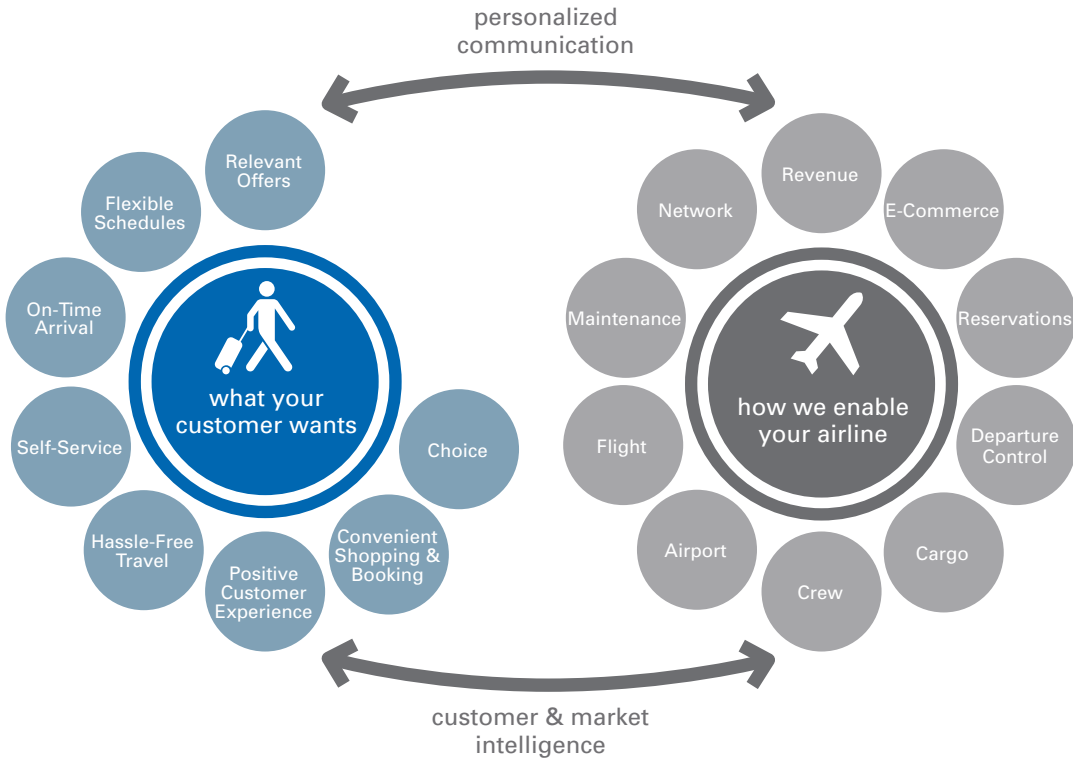 personalized
communication
Relevant
Offers
Flexible
Schedules
On-Time
Arrival
Self-Service
Hassle-Free
Travel
Positive
Customer
Experience
Convenient
Shopping &
Booking
Choice
what your
customer wants
Revenue
E-Commerce
Reservations
Departure
Control
Cargo
Crew
Airport
Flight
Maintenance
Network
how we enable
your airline
customer & market
intelligence